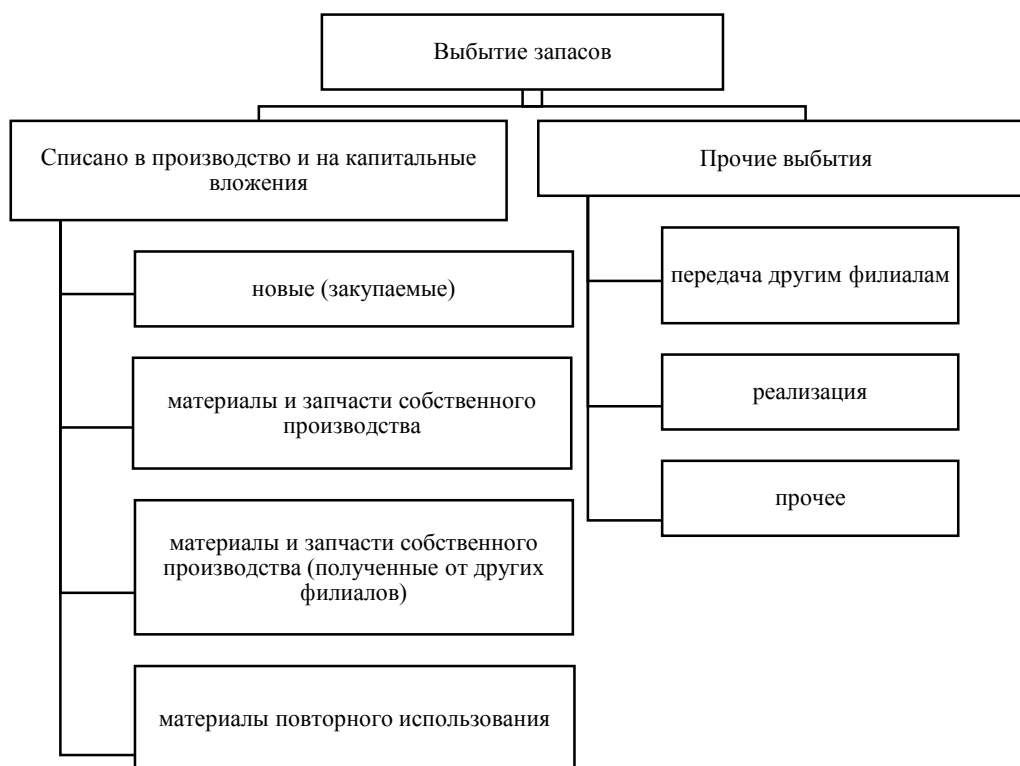 Выбытие запасов
Списано в производство и на капитальные
вложения
новые (закупаемые)
материалы и запчасти собственного
производства
материалы и запчасти собственного
производства (полученные от других
филиалов)
материалы повторного использования
Прочие выбытия
передача другим филиалам
реализация
прочее